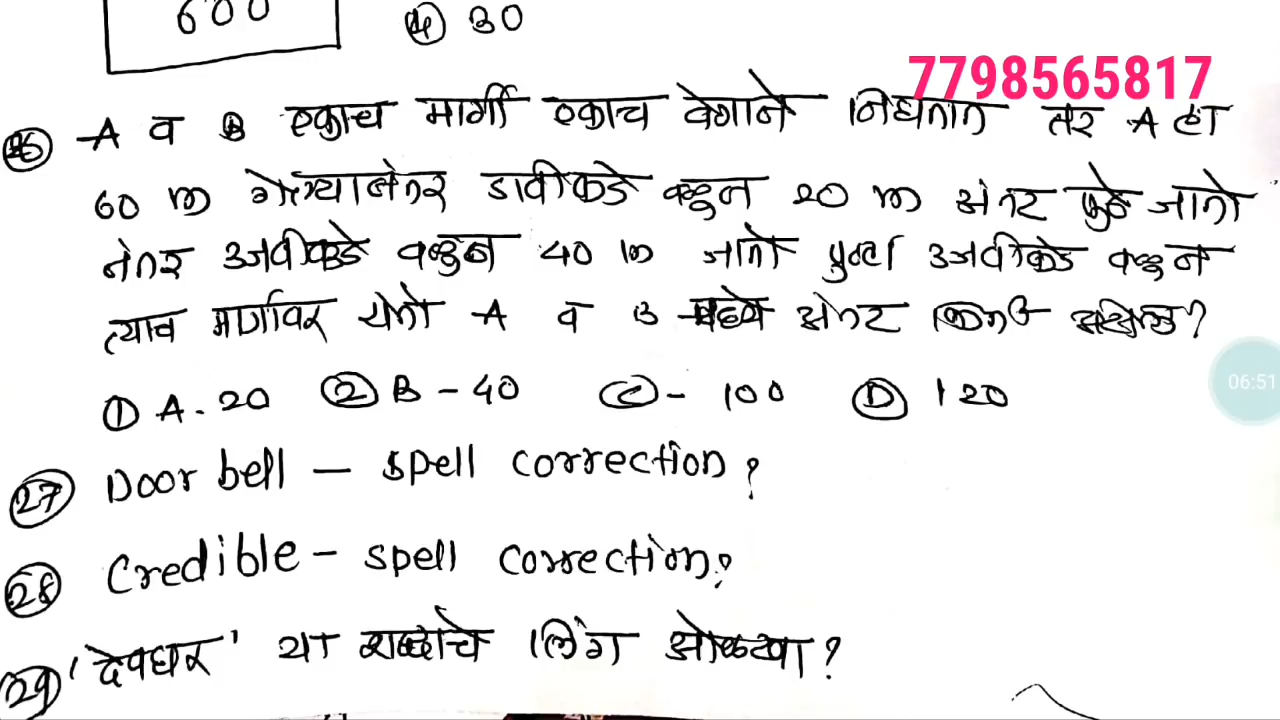 600
④ 30
7798565817
26 A व B एकाच मार्गी एकाच वेगाने निघतात तर A हा
60 m गेल्यानंतर डावीकडे वळून 20 m अंतर पुढे जातो
नंतर उजवीकडे वळून 40 m जातो पुन्हा उजवीकडे वळून
त्याच मार्गावर येतो A व B मध्ये अंतर किती असेल?
① A. 20 ② B - 40 Ⓒ - 100 Ⓓ 120
27 Door bell - spell correction?
28 Credible - spell correction?
29 'देवघर' या शब्दाचे लिंग ओळखा?
06:51